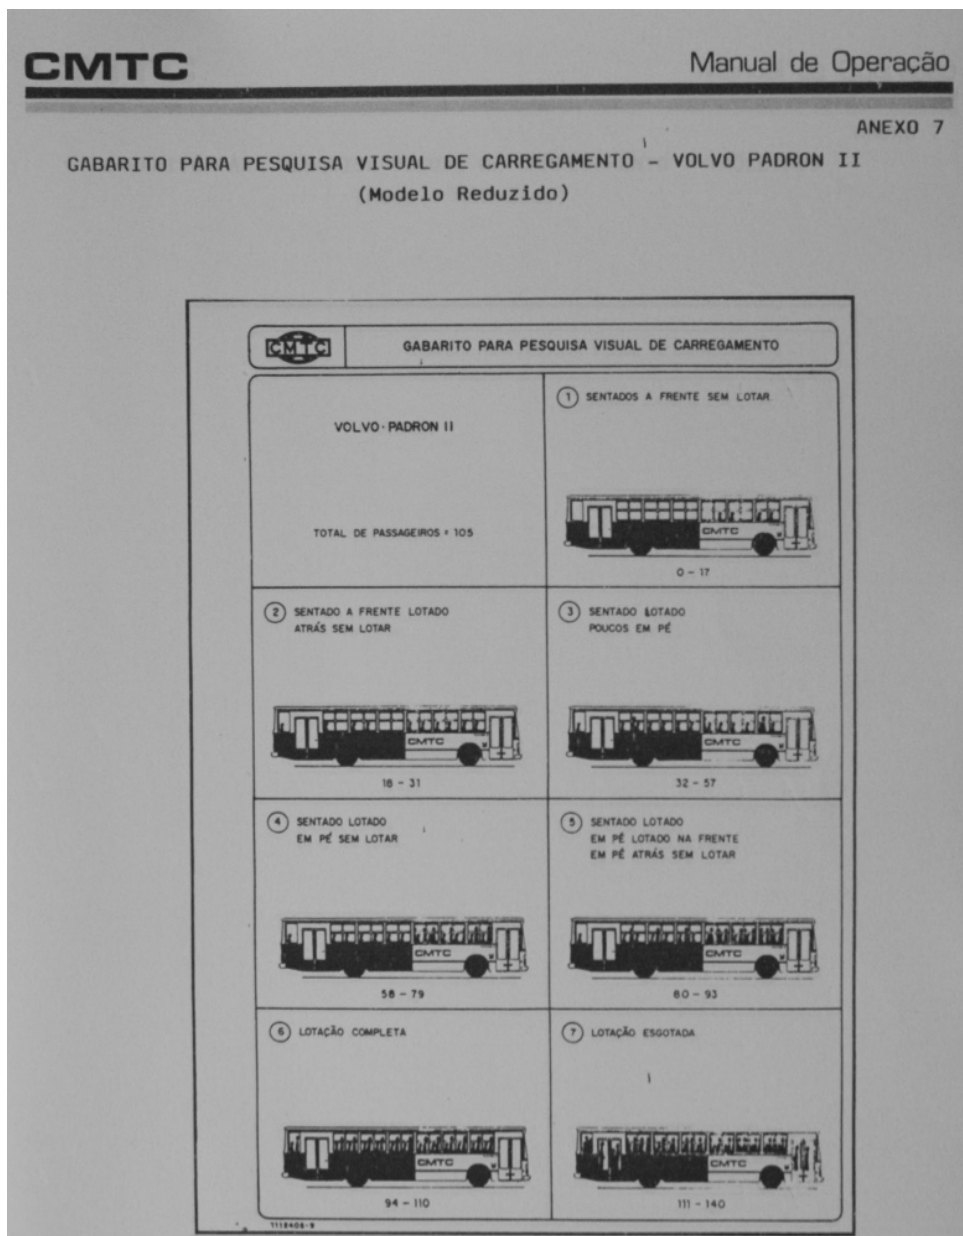 CMTC
Manual de Operação
ANEXO 7
GABARITO PARA PESQUISA VISUAL DE CARREGAMENTO - VOLVO PADRON II
(Modelo Reduzido)
CMTC
GABARITO PARA PESQUISA VISUAL DE CARREGAMENTO
VOLVO-PADRON II
TOTAL DE PASSAGEIROS = 105
1 SENTADOS A FRENTE SEM LOTAR
CMTC
0 - 17
2 SENTADO A FRENTE LOTADO
ATRÁS SEM LOTAR
CMTC
18 - 31
3 SENTADO LOTADO
POUCOS EM PÉ
CMTC
32 - 57
4 SENTADO LOTADO
EM PÉ SEM LOTAR
CMTC
58 - 79
5 SENTADO LOTADO
EM PÉ LOTADO NA FRENTE
EM PÉ ATRÁS SEM LOTAR
CMTC
80 - 93
6 LOTAÇÃO COMPLETA
CMTC
94 - 110
7 LOTAÇÃO ESGOTADA
CMTC
111 - 140